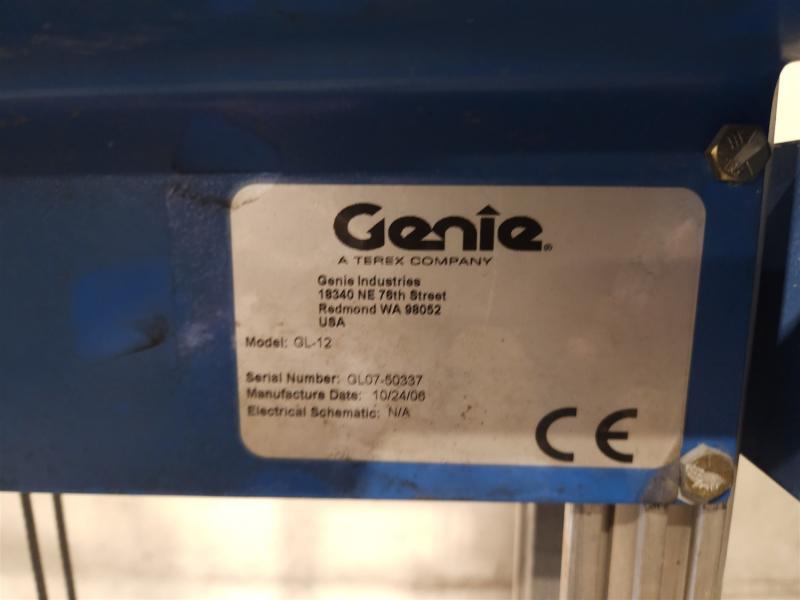 Genie®
A TEREX COMPANY
Genie Industries
18340 NE 76th Street
Redmond WA 98052
USA
Model: GL-12
Serial Number: GL07-50337
Manufacture Date: 10/24/06
Electrical Schematic: N/A
CE